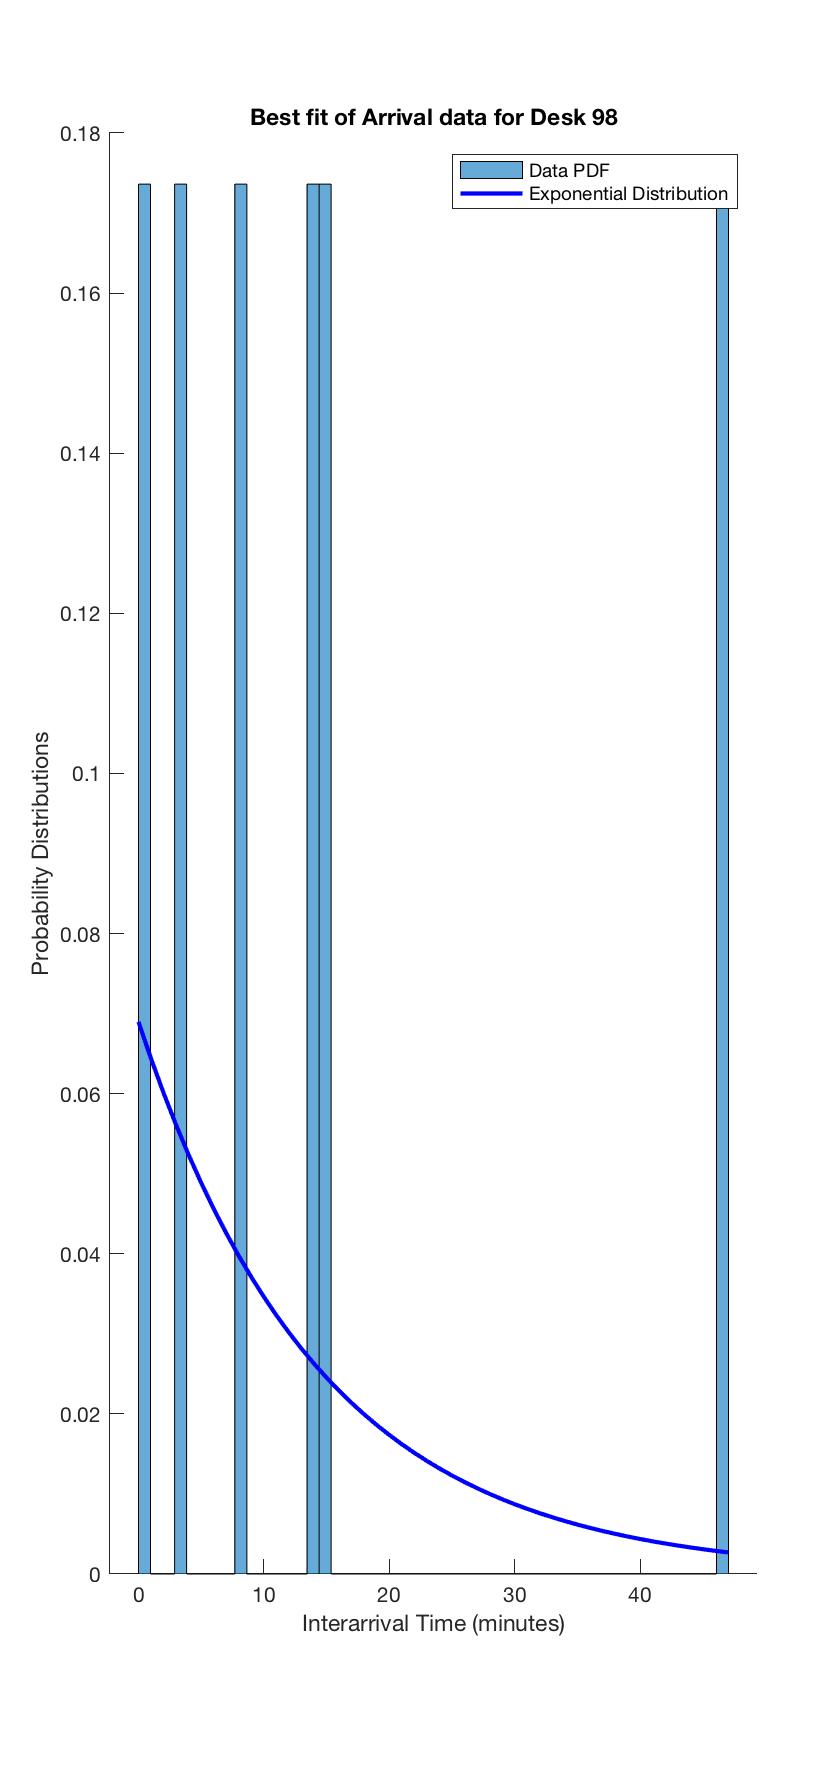 Best fit of Arrival data for Desk 98
0.18
Data PDF
Exponential Distribution
0.16
0.14
0.12
0.1
0.08
0.06
0.04
0.02
0
Probability Distributions
0 10 20 30 40
Interarrival Time (minutes)